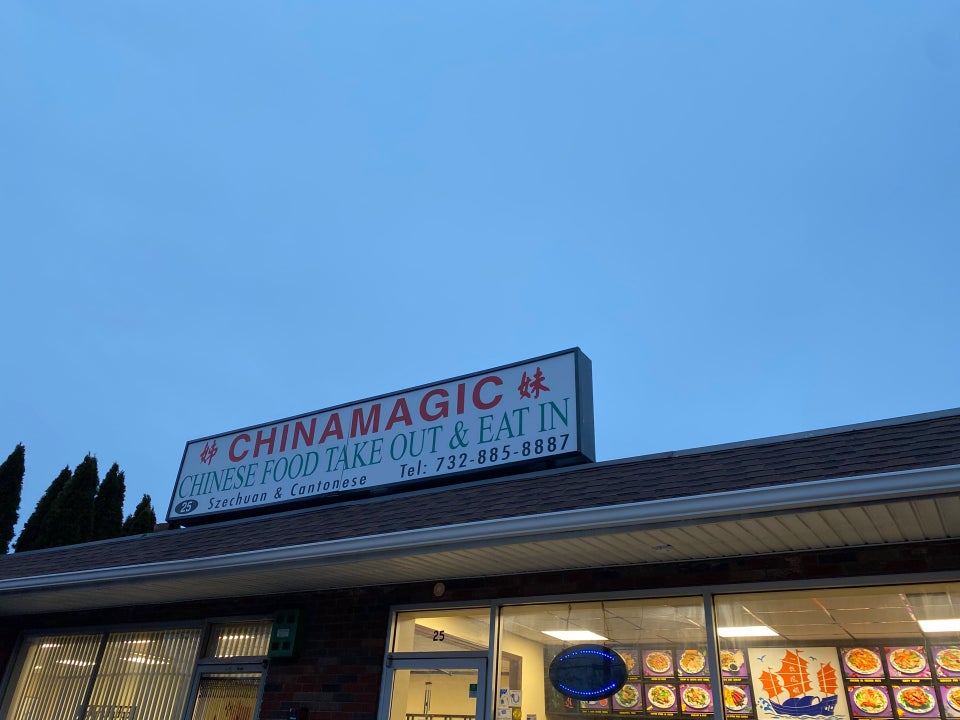 姊 CHINAMAGIC 妹
CHINESE FOOD TAKE OUT & EAT IN
25 Szechuan & Cantonese Tel: 732-885-8887
25